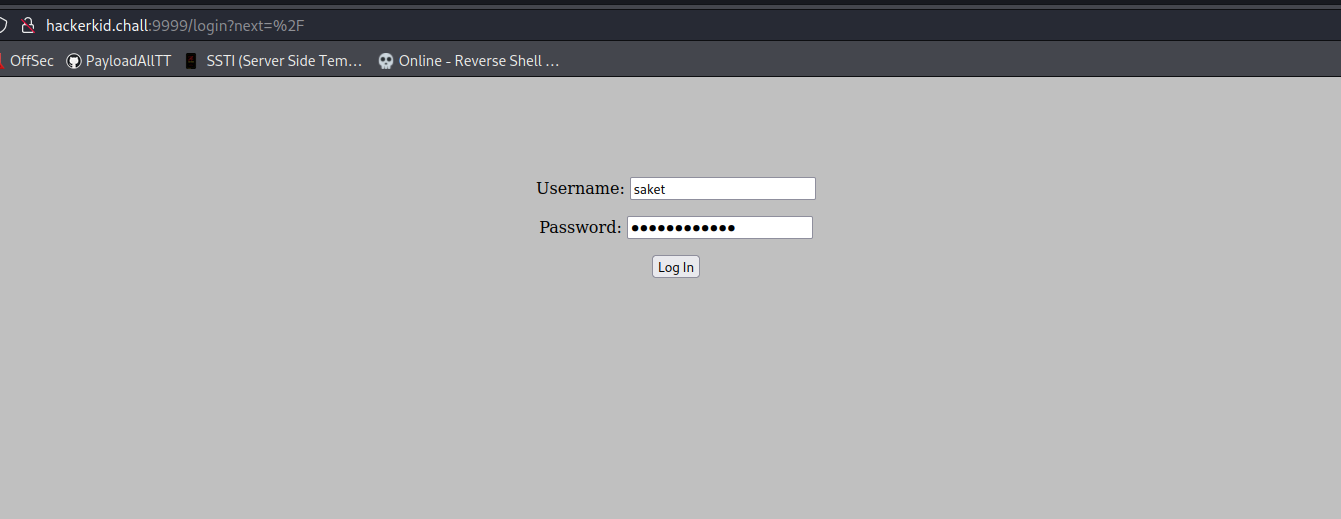 hackerkid.chall:9999/login?next=%2F
OffSec PayloadAllTT SSTI (Server Side Tem… Online - Reverse Shell …
Username: saket
Password: ●●●●●●●●●●●●
Log In